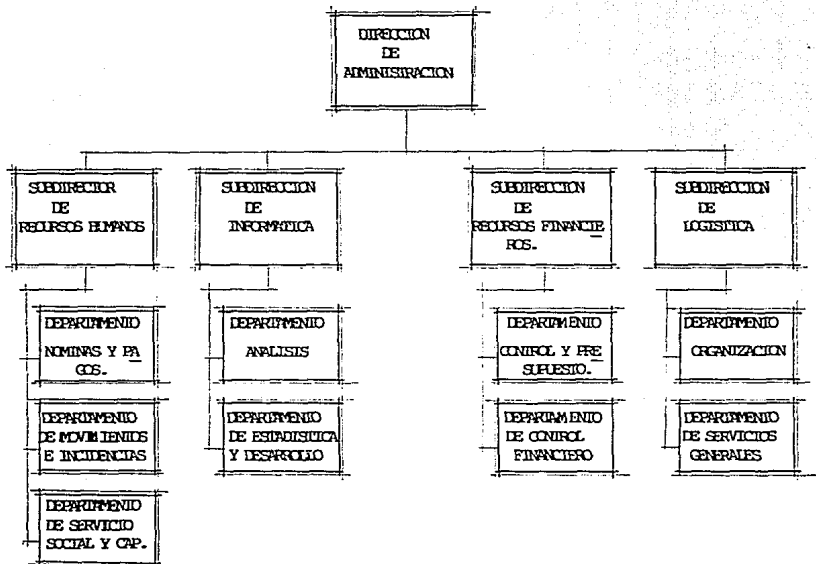 DIRECCION
DE
ADMINISTRACION
SUBDIRECTOR
DE
RECURSOS HUMANOS
SUBDIRECCION
DE
INFORMATICA
SUBDIRECCION
DE
RECURSOS FINANCIE
ROS.
SUBDIRECCION
DE
LOGISTICA
DEPARTAMENTO
NOMINAS Y PA
GOS.
DEPARTAMENTO
ANALISIS
DEPARTAMENTO
CONTROL Y PRE
SUPUESTO.
DEPARTAMENTO
ORGANIZACION
DEPARTAMENTO
DE MOVIMIENTOS
E INCIDENCIAS
DEPARTAMENTO
DE ESTADISTICA
Y DESARROLLO
DEPARTAMENTO
DE CONTROL
FINANCIERO
DEPARTAMENTO
DE SERVICIOS
GENERALES
DEPARTAMENTO
DE SERVICIO
SOCIAL Y CAP.